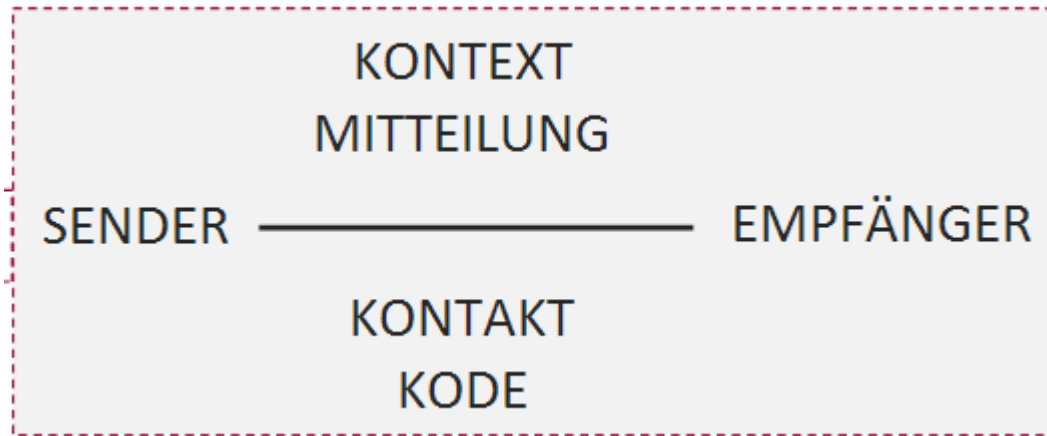 KONTEXT
MITTEILUNG
SENDER EMPFÄNGER
KONTAKT
KODE